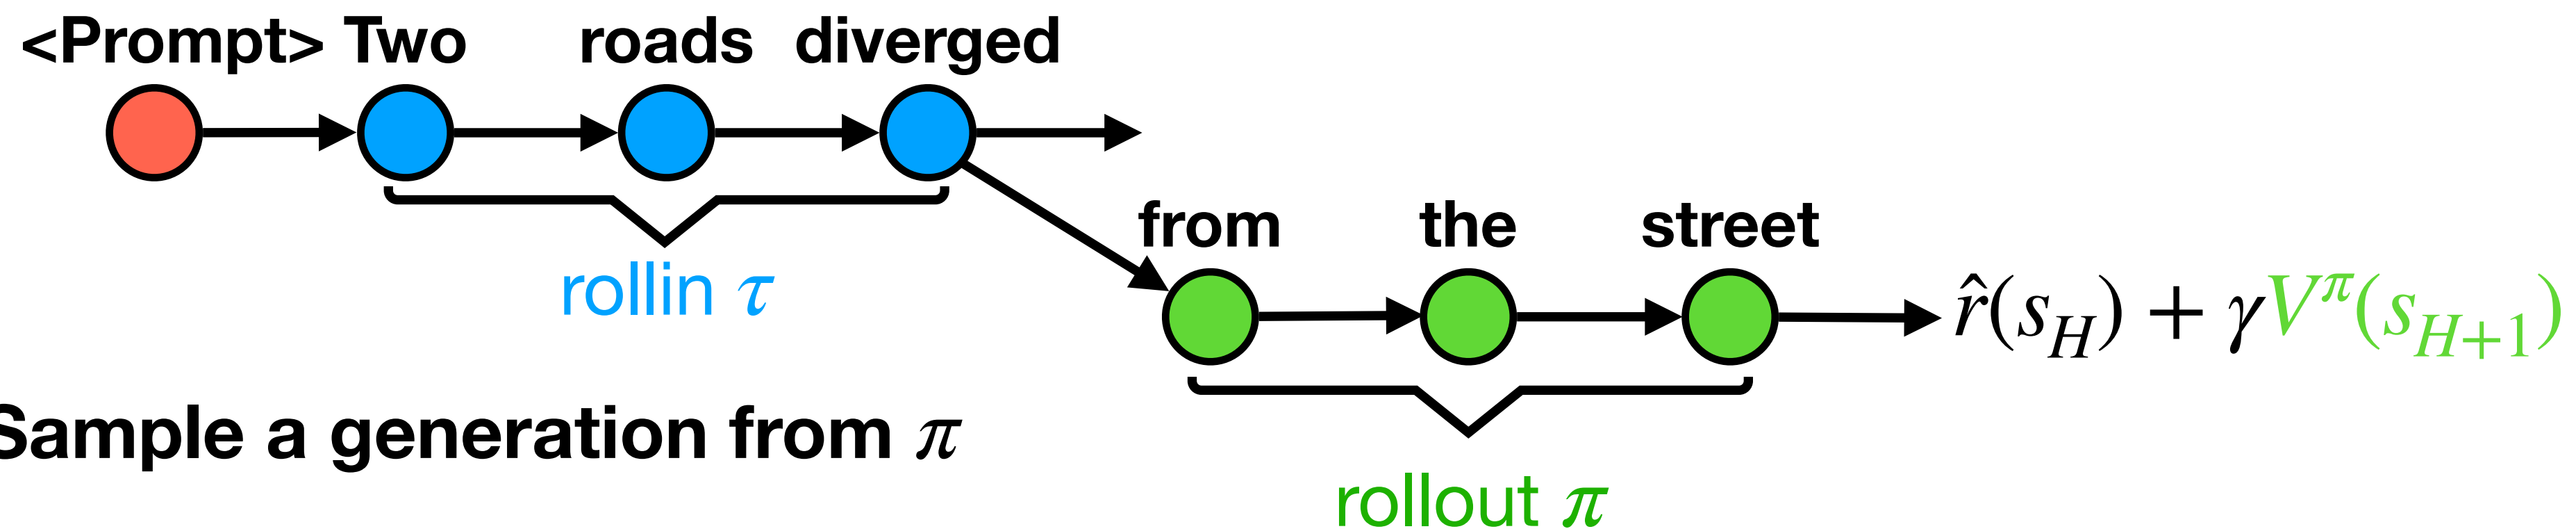 <Prompt> Two roads diverged
from the street
rollin τ
r̂(s_H) + γV^π(s_{H+1})
Sample a generation from π
rollout π